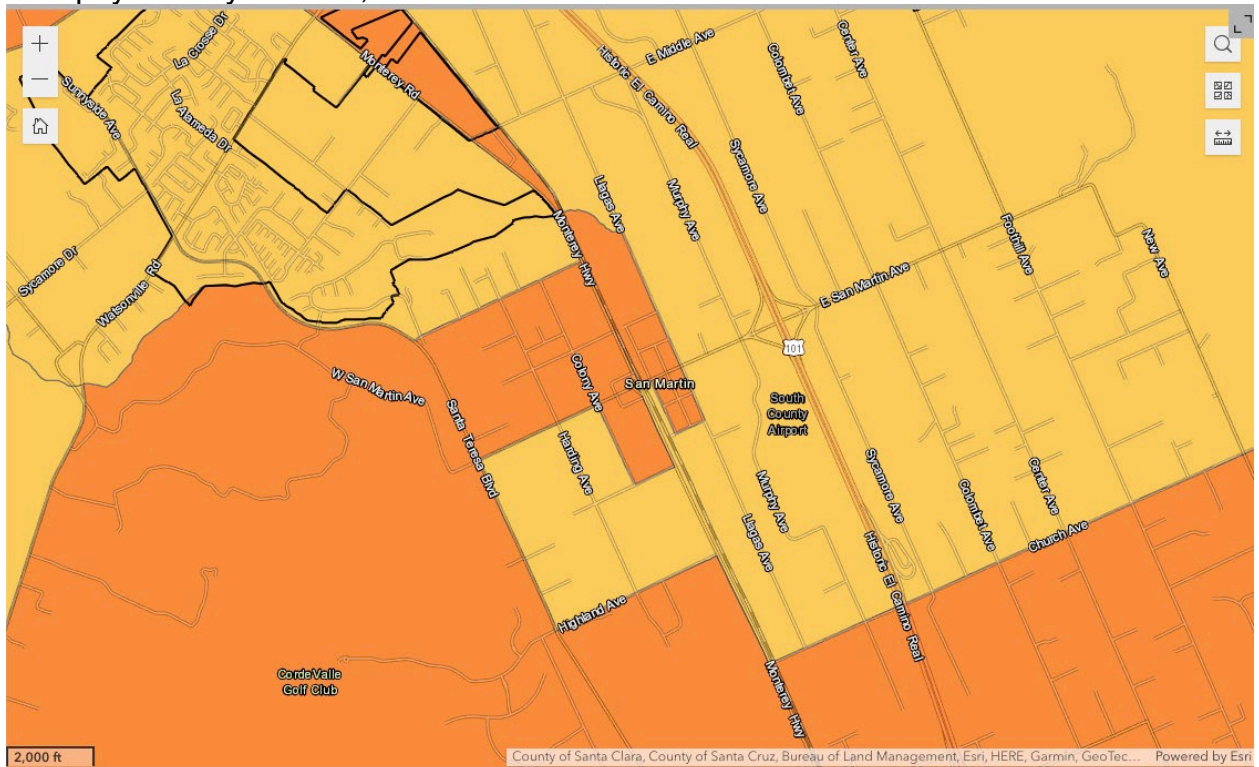 La Crosse Dr
Monterey Rd
Historic El Camino Real
E Middle Ave
Colombet Ave
Center Ave
Sunnyside Ave
La Alameda Dr
Llagas Ave
Murphy Ave
Sycamore Ave
Foothill Ave
New Ave
Monterey Hwy
Sycamore Dr
Watsonville Rd
E San Martin Ave
101
W San Martin Ave
Colony Ave
San Martin
South
County
Airport
Santa Teresa Blvd
Harding Ave
Murphy Ave
Llagas Ave
Sycamore Ave
Colombet Ave
Center Ave
Church Ave
Historic El Camino Real
Highland Ave
CordeValle
Golf Club
Monterey Hwy
2,000 ft
County of Santa Clara, County of Santa Cruz, Bureau of Land Management, Esri, HERE, Garmin, GeoTec... Powered by Esri